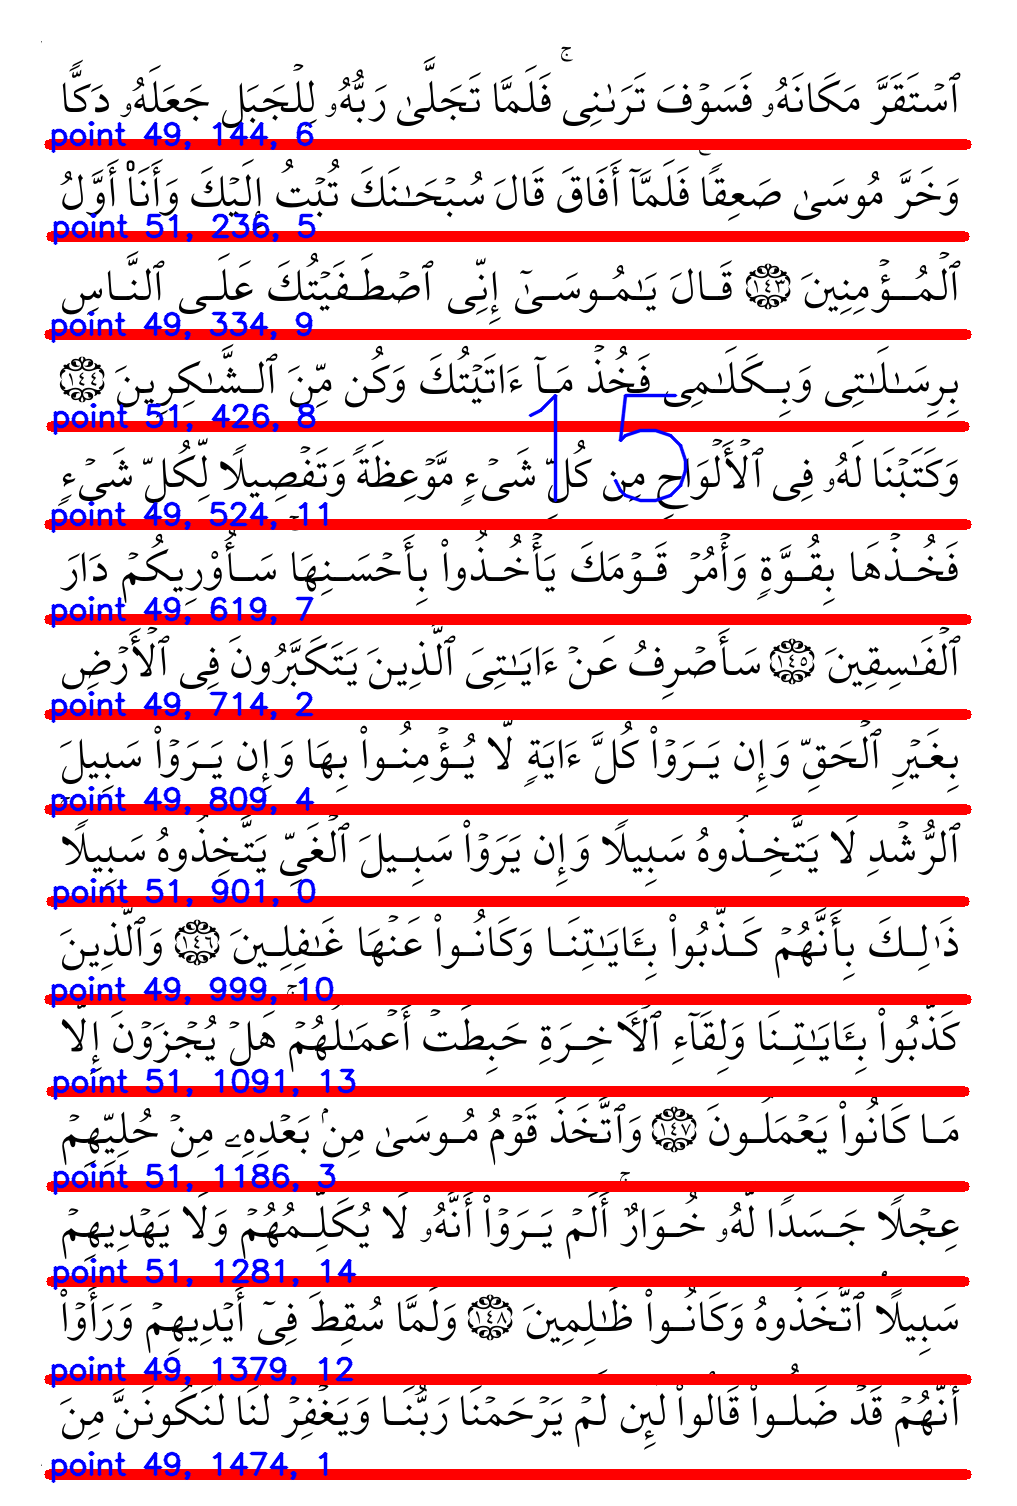 ٱسۡتَقَرَّ مَكَانَهُۥ فَسَوۡفَ تَرَىٰنِىۚ فَلَمَّا تَجَلَّىٰ رَبُّهُۥ لِلۡجَبَلِ جَعَلَهُۥ دَكًّا
point 49, 144, 6
وَخَرَّ مُوسَىٰ صَعِقًاۚ فَلَمَّآ أَفَاقَ قَالَ سُبۡحَـٰنَكَ تُبۡتُ إِلَيۡكَ وَأَنَا۠ أَوَّلُ
point 51, 236, 5
ٱلۡمُؤۡمِنِينَ ١٤٣ قَالَ يَـٰمُوسَىٰٓ إِنِّى ٱصۡطَفَيۡتُكَ عَلَى ٱلنَّاسِ
point 49, 334, 9
بِرِسَـٰلَـٰتِى وَبِكَلَـٰمِى فَخُذۡ مَآ ءَاتَيۡتُكَ وَكُن مِّنَ ٱلشَّـٰكِرِينَ ١٤٤
point 51, 426, 8
15
وَكَتَبۡنَا لَهُۥ فِى ٱلۡأَلۡوَاحِ مِن كُلِّ شَىۡءٍ مَّوۡعِظَةً وَتَفۡصِيلًا لِّكُلِّ شَىۡءٍ
point 49, 524, 11
فَخُذۡهَا بِقُوَّةٍ وَأۡمُرۡ قَوۡمَكَ يَأۡخُذُوا۟ بِأَحۡسَنِهَاۚ سَأُو۟رِيكُمۡ دَارَ
point 49, 619, 7
ٱلۡفَـٰسِقِينَ ١٤٥ سَأَصۡرِفُ عَنۡ ءَايَـٰتِىَ ٱلَّذِينَ يَتَكَبَّرُونَ فِى ٱلۡأَرۡضِ
point 49, 714, 2
بِغَيۡرِ ٱلۡحَقِّ وَإِن يَرَوۡا۟ كُلَّ ءَايَةٍ لَّا يُؤۡمِنُوا۟ بِهَا وَإِن يَرَوۡا۟ سَبِيلَ
point 49, 809, 4
ٱلرُّشۡدِ لَا يَتَّخِذُوهُ سَبِيلًا وَإِن يَرَوۡا۟ سَبِيلَ ٱلۡغَىِّ يَتَّخِذُوهُ سَبِيلًا
point 51, 901, 0
ذَٰلِكَ بِأَنَّهُمۡ كَذَّبُوا۟ بِـَٔايَـٰتِنَا وَكَانُوا۟ عَنۡهَا غَـٰفِلِينَ ١٤٦ وَٱلَّذِينَ
point 49, 999, 10
كَذَّبُوا۟ بِـَٔايَـٰتِنَا وَلِقَآءِ ٱلۡـَٔاخِرَةِ حَبِطَتۡ أَعۡمَـٰلُهُمۡۚ هَلۡ يُجۡزَوۡنَ إِلَّا
point 51, 1091, 13
مَا كَانُوا۟ يَعۡمَلُونَ ١٤٧ وَٱتَّخَذَ قَوۡمُ مُوسَىٰ مِنۢ بَعۡدِهِۦ مِنۡ حُلِيِّهِمۡ
point 51, 1186, 3
عِجۡلًا جَسَدًا لَّهُۥ خُوَارٌۚ أَلَمۡ يَرَوۡا۟ أَنَّهُۥ لَا يُكَلِّمُهُمۡ وَلَا يَهۡدِيهِمۡ
point 51, 1281, 14
سَبِيلًاۘ ٱتَّخَذُوهُ وَكَانُوا۟ ظَـٰلِمِينَ ١٤٨ وَلَمَّا سُقِطَ فِىٓ أَيۡدِيهِمۡ وَرَأَوۡا۟
point 49, 1379, 12
أَنَّهُمۡ قَدۡ ضَلُّوا۟ قَالُوا۟ لَئِن لَّمۡ يَرۡحَمۡنَا رَبُّنَا وَيَغۡفِرۡ لَنَا لَنَكُونَنَّ مِنَ
point 49, 1474, 1